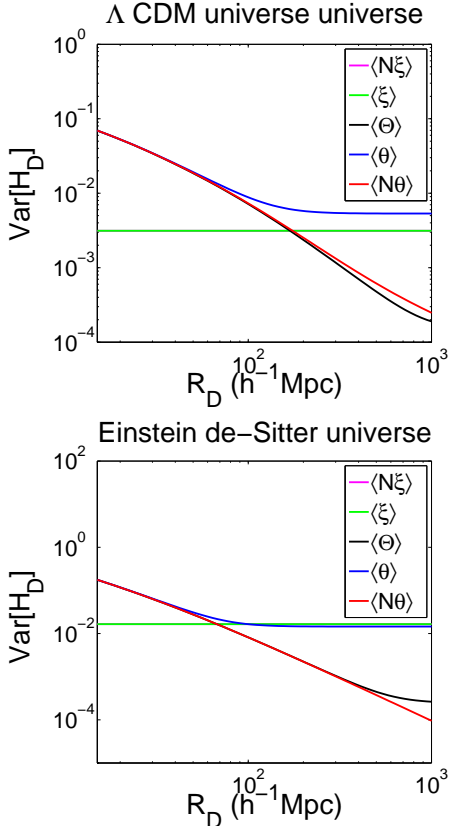 Λ CDM universe universe
10^0
10^−1
10^−2
10^−3
10^−4
Var[H_D]
⟨Nξ⟩
⟨ξ⟩
⟨Θ⟩
⟨θ⟩
⟨Nθ⟩
10^2
10^3
R_D (h^−1Mpc)
Einstein de−Sitter universe
10^2
10^0
10^−2
10^−4
Var[H_D]
⟨Nξ⟩
⟨ξ⟩
⟨Θ⟩
⟨θ⟩
⟨Nθ⟩
10^2
10^3
R_D (h^−1Mpc)